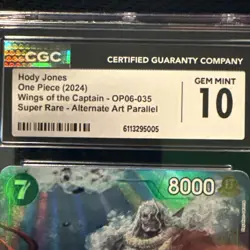 CGC
CERTIFIED GUARANTY COMPANY
Hody Jones
One Piece (2024)
Wings of the Captain - OP06-035
Super Rare - Alternate Art Parallel
GEM MINT
10
6113295005
7
8000